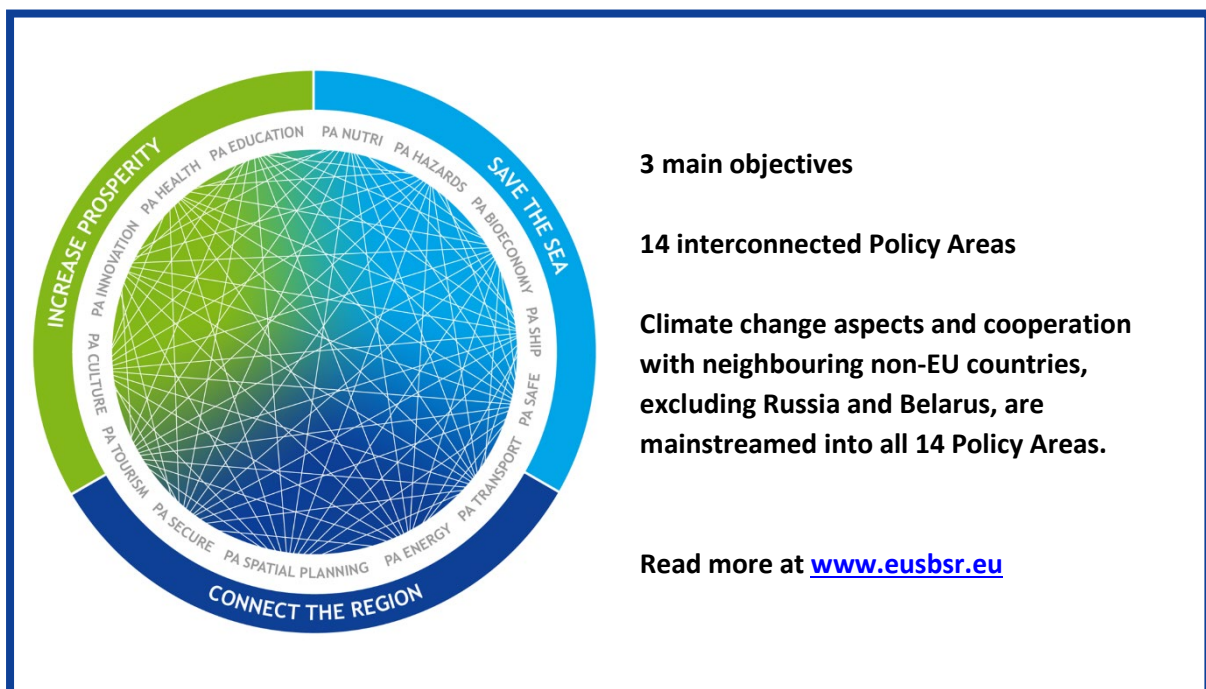 INCREASE PROSPERITY
SAVE THE SEA
CONNECT THE REGION
PA NUTRI
PA HAZARDS
PA BIOECONOMY
PA SHIP
PA SAFE
PA TRANSPORT
PA ENERGY
PA SPATIAL PLANNING
PA SECURE
PA TOURISM
PA CULTURE
PA INNOVATION
PA HEALTH
PA EDUCATION
3 main objectives
14 interconnected Policy Areas
Climate change aspects and cooperation
with neighbouring non-EU countries,
excluding Russia and Belarus, are
mainstreamed into all 14 Policy Areas.
Read more at www.eusbsr.eu